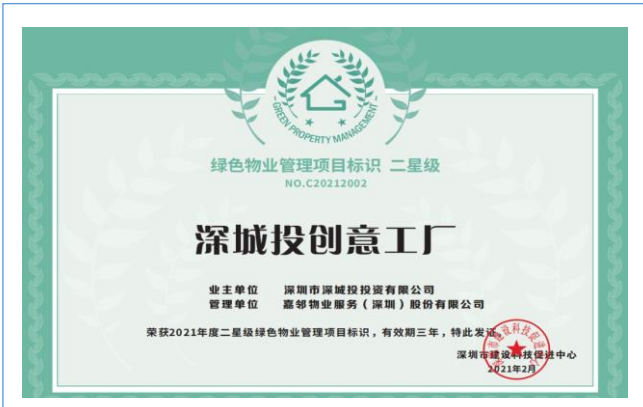 GREEN PROPERTY MANAGEMENT
绿色物业管理项目标识 二星级
NO.C20212002
深城投创意工厂
业主单位 深圳市深城投投资有限公司
管理单位 嘉邻物业服务（深圳）股份有限公司
荣获2021年度二星级绿色物业管理项目标识，有效期三年，特此发证。
深圳市建设科技促进中心
2021年2月